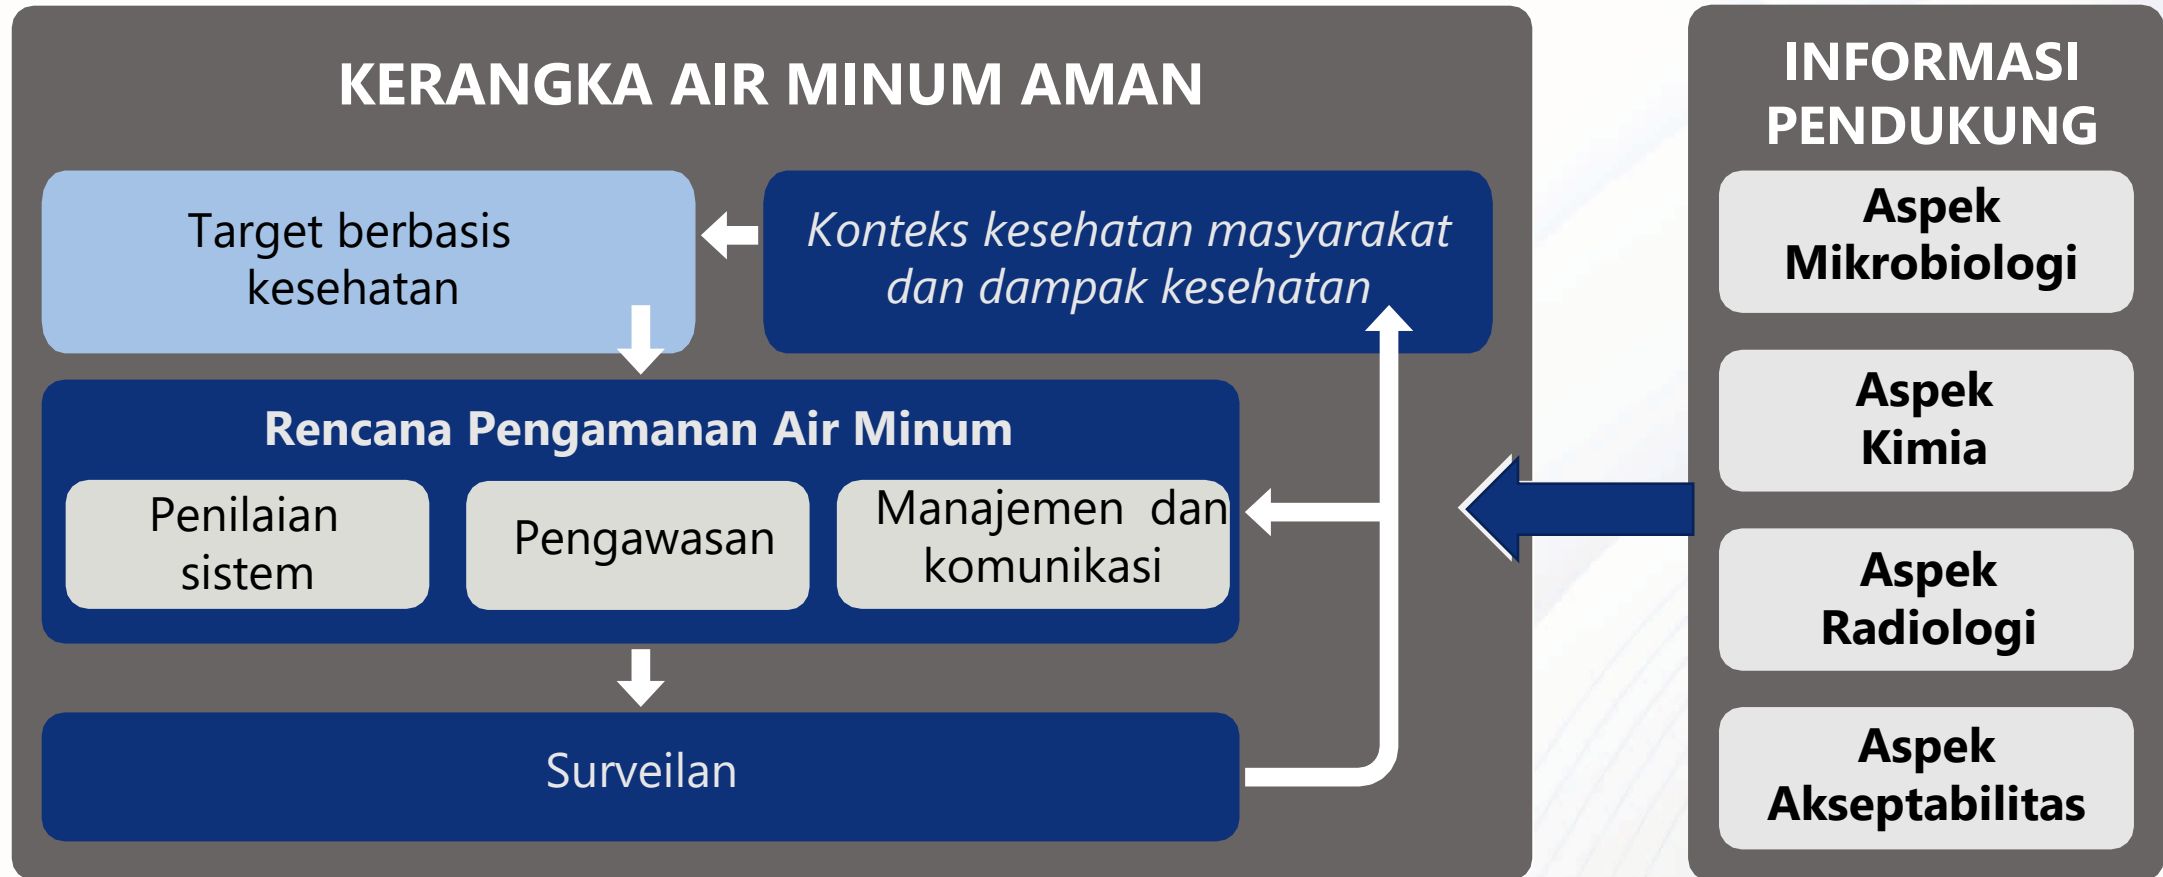 KERANGKA AIR MINUM AMAN
Target berbasis
kesehatan
Konteks kesehatan masyarakat
dan dampak kesehatan
Rencana Pengamanan Air Minum
Penilaian
sistem
Pengawasan
Manajemen dan
komunikasi
Surveilan
INFORMASI
PENDUKUNG
Aspek
Mikrobiologi
Aspek
Kimia
Aspek
Radiologi
Aspek
Akseptabilitas